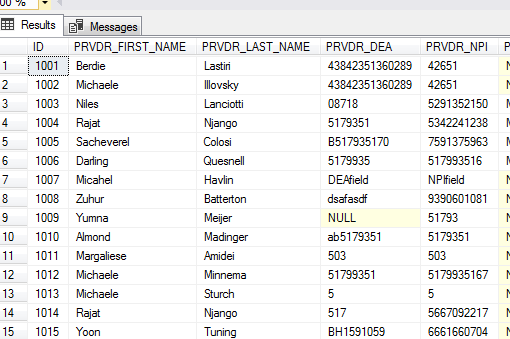 00 %
Results Messages
ID PRVDR_FIRST_NAME PRVDR_LAST_NAME PRVDR_DEA PRVDR_NPI P
1 1001 Berdie Lastiri 43842351360289 42651
2 1002 Michaele Illovsky 43842351360289 42651
3 1003 Niles Lanciotti 08718 5291352150
4 1004 Rajat Njango 5179351 5342241238
5 1005 Sacheverel Colosi B517935170 7591375963
6 1006 Darling Quesnell 5179935 517993516
7 1007 Micahel Havlin DEAfield NPIfield
8 1008 Zuhur Batterton dsafasdf 9390601081
9 1009 Yumna Meijer NULL 51793
10 1010 Almond Madinger ab5179351 5179351
11 1011 Margaliese Amidei 503 503
12 1012 Michaele Minnema 51799351 5179935167
13 1013 Michaele Sturch 5 5
14 1014 Rajat Njango 517 5667092217
15 1015 Yoon Tuning BH1591059 6661660704